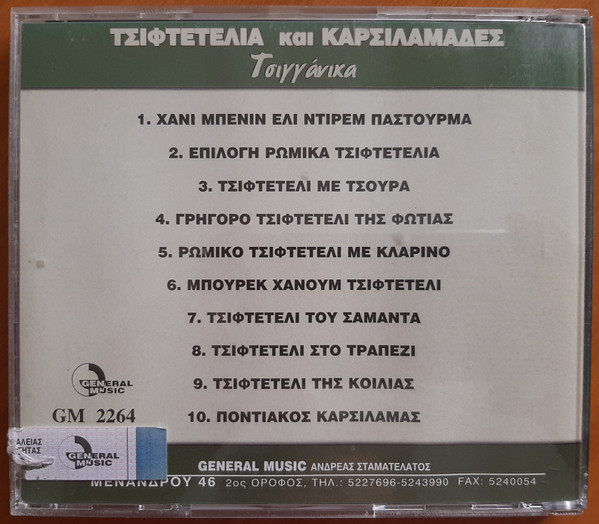 ΤΣΙΦΤΕΤΕΛΙΑ και ΚΑΡΣΙΛΑΜΑΔΕΣ
Τσιγγάνικα
1. ΧΑΝΙ ΜΠΕΝΙΝ ΕΛΙ ΝΤΙΡΕΜ ΠΑΣΤΟΥΡΜΑ
2. ΕΠΙΛΟΓΗ ΡΩΜΙΚΑ ΤΣΙΦΤΕΤΕΛΙΑ
3. ΤΣΙΦΤΕΤΕΛΙ ΜΕ ΤΣΟΥΡΑ
4. ΓΡΗΓΟΡΟ ΤΣΙΦΤΕΤΕΛΙ ΤΗΣ ΦΩΤΙΑΣ
5. ΡΩΜΙΚΟ ΤΣΙΦΤΕΤΕΛΙ ΜΕ ΚΛΑΡΙΝΟ
6. ΜΠΟΥΡΕΚ ΧΑΝΟΥΜ ΤΣΙΦΤΕΤΕΛΙ
7. ΤΣΙΦΤΕΤΕΛΙ ΤΟΥ ΣΑΜΑΝΤΑ
8. ΤΣΙΦΤΕΤΕΛΙ ΣΤΟ ΤΡΑΠΕΖΙ
9. ΤΣΙΦΤΕΤΕΛΙ ΤΗΣ ΚΟΙΛΙΑΣ
10. ΠΟΝΤΙΑΚΟΣ ΚΑΡΣΙΛΑΜΑΣ
GENERAL
MUSIC
GM 2264
ΑΛΕΙΑΣ
ΗΤΑΣ
GENERAL
MUSIC
GENERAL MUSIC ΑΝΔΡΕΑΣ ΣΤΑΜΑΤΕΛΑΤΟΣ
ΜΕΝΑΝΔΡΟΥ 46 2ος ΟΡΟΦΟΣ, ΤΗΛ.: 5227696-5243990 FAX: 5240054